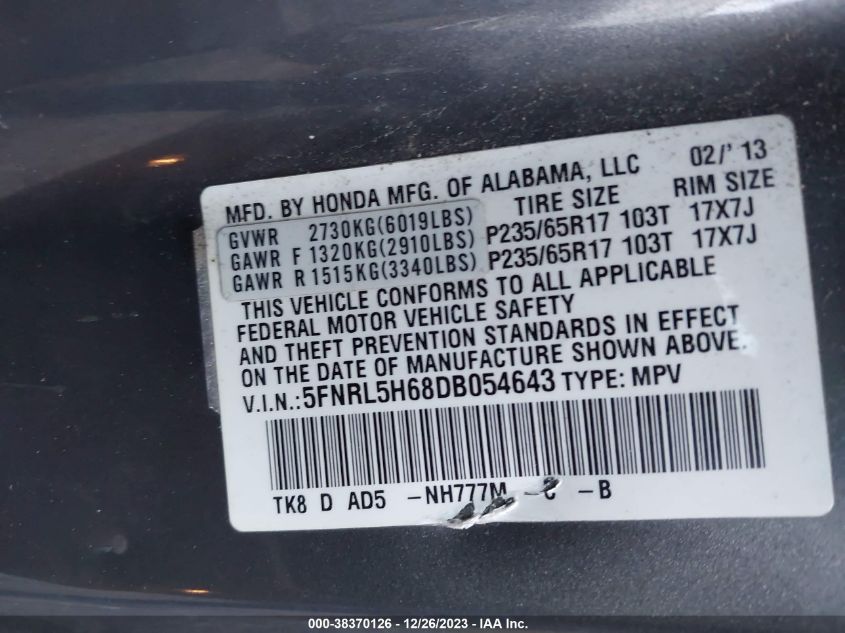 MFD. BY HONDA MFG. OF ALABAMA, LLC 02/' 13
TIRE SIZE RIM SIZE
GVWR 2730KG(6019LBS)
GAWR F 1320KG(2910LBS) P235/65R17 103T 17X7J
GAWR R 1515KG(3340LBS) P235/65R17 103T 17X7J
THIS VEHICLE CONFORMS TO ALL APPLICABLE
FEDERAL MOTOR VEHICLE SAFETY
AND THEFT PREVENTION STANDARDS IN EFFECT
ON THE DATE OF MANUFACTURE SHOWN ABOVE.
V.I.N.:5FNRL5H68DB054643 TYPE: MPV
TK8 D AD5 -NH777M -C -B
000-38370126 - 12/26/2023 - IAA Inc.